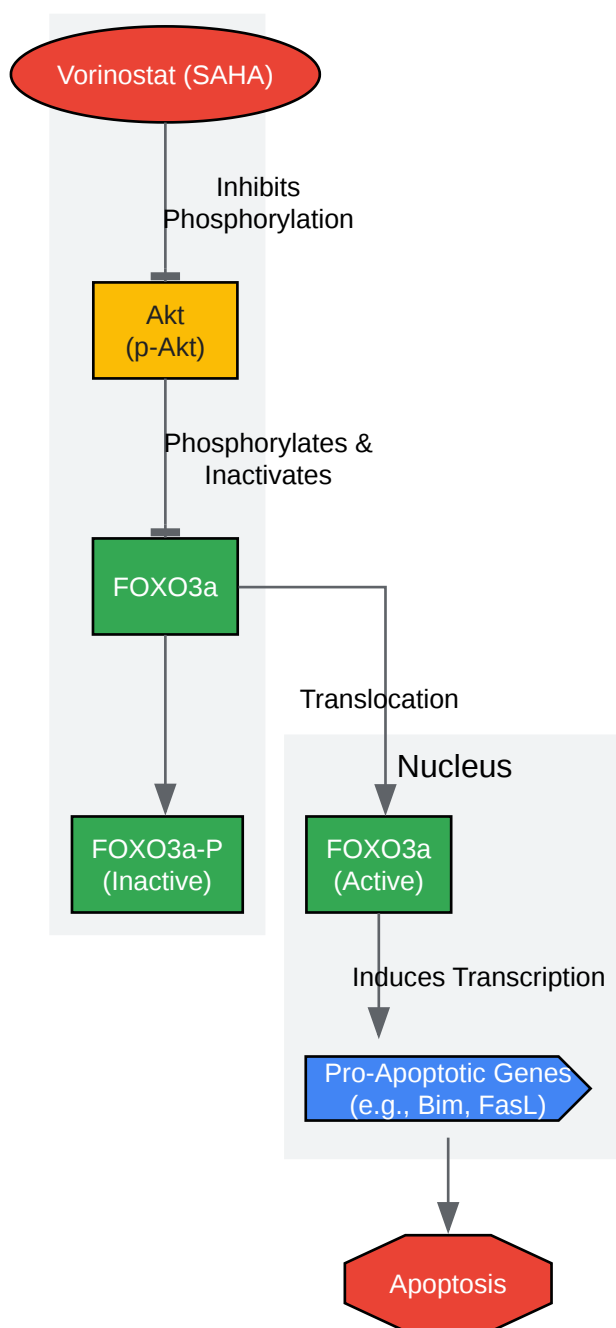 Vorinostat (SAHA)
Inhibits
Phosphorylation
Akt
(p-Akt)
Phosphorylates &
Inactivates
FOXO3a
Translocation
Nucleus
FOXO3a-P
(Inactive)
FOXO3a
(Active)
Induces Transcription
Pro-Apoptotic Genes
(e.g., Bim, FasL)
Apoptosis